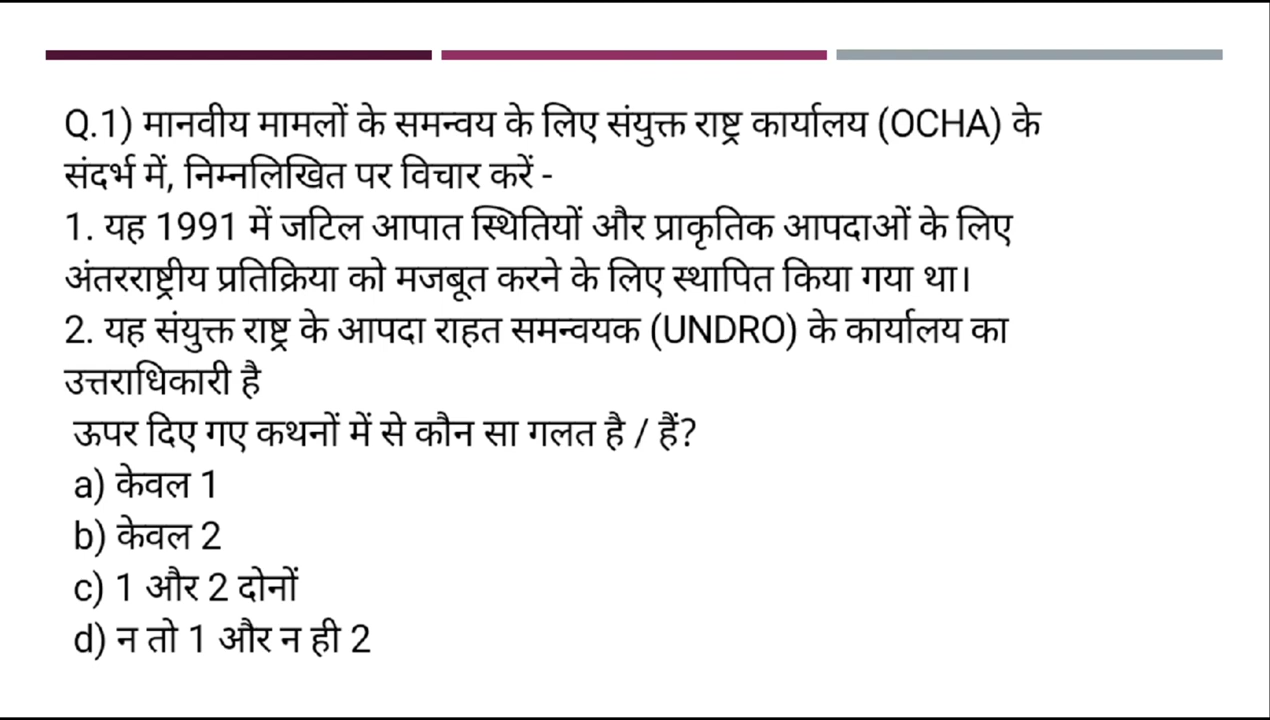 Q.1) मानवीय मामलों के समन्वय के लिए संयुक्त राष्ट्र कार्यालय (OCHA) के
संदर्भ में, निम्नलिखित पर विचार करें -
1. यह 1991 में जटिल आपात स्थितियों और प्राकृतिक आपदाओं के लिए
अंतरराष्ट्रीय प्रतिक्रिया को मजबूत करने के लिए स्थापित किया गया था।
2. यह संयुक्त राष्ट्र के आपदा राहत समन्वयक (UNDRO) के कार्यालय का
उत्तराधिकारी है
ऊपर दिए गए कथनों में से कौन सा गलत है / हैं?
a) केवल 1
b) केवल 2
c) 1 और 2 दोनों
d) न तो 1 और न ही 2